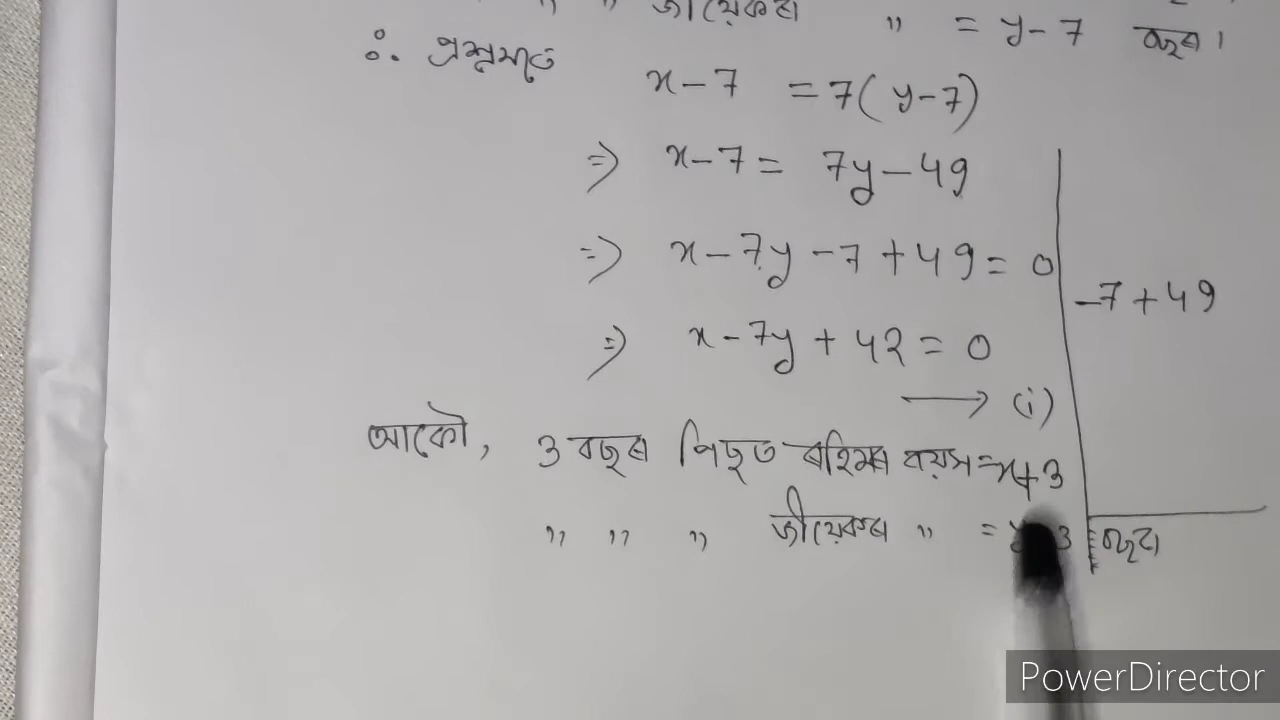 " " জীয়েকৰ " = y-7 বছৰ।
∴ প্ৰশ্নমতে
x-7 = 7(y-7)
⇒ x-7 = 7y-49
⇒ x-7y-7+49=0
-7+49
⇒ x-7y+42=0
⟶ (i)
আকৌ, 3 বছৰ পিছত ৰহিমৰ বয়স=x+3
" " " জীয়েকৰ " = y 3 বছৰ
PowerDirector